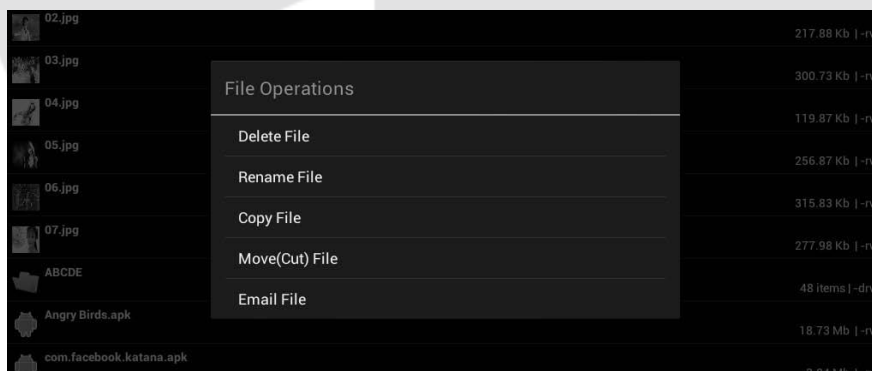 02.jpg
217.88 Kb | -rv
03.jpg
300.73 Kb | -rv
04.jpg
119.87 Kb | -rv
05.jpg
256.87 Kb | -rv
06.jpg
315.83 Kb | -rv
07.jpg
277.98 Kb | -rv
ABCDE
48 items | -drv
Angry Birds.apk
18.73 Mb | -rv
com.facebook.katana.apk
File Operations
Delete File
Rename File
Copy File
Move(Cut) File
Email File